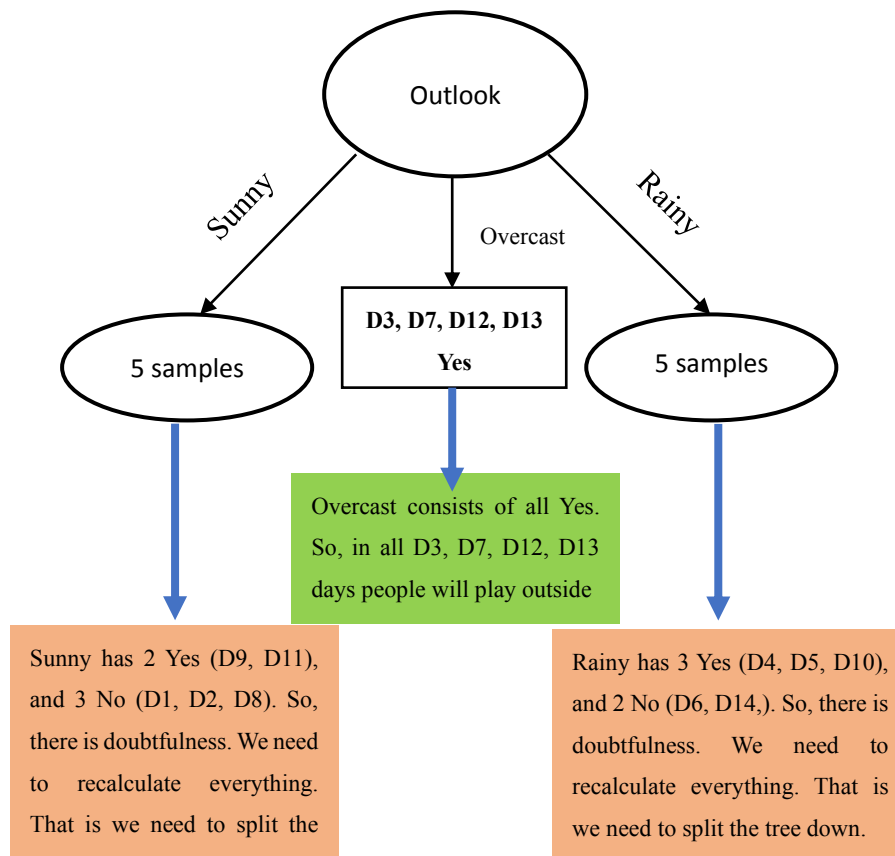 Outlook
Sunny
Overcast
Rainy
5 samples
D3, D7, D12, D13
Yes
5 samples
Overcast consists of all Yes.
So, in all D3, D7, D12, D13
days people will play outside
Sunny has 2 Yes (D9, D11),
and 3 No (D1, D2, D8). So,
there is doubtfulness. We need
to recalculate everything.
That is we need to split the
Rainy has 3 Yes (D4, D5, D10),
and 2 No (D6, D14,). So, there is
doubtfulness. We need to
recalculate everything. That is
we need to split the tree down.